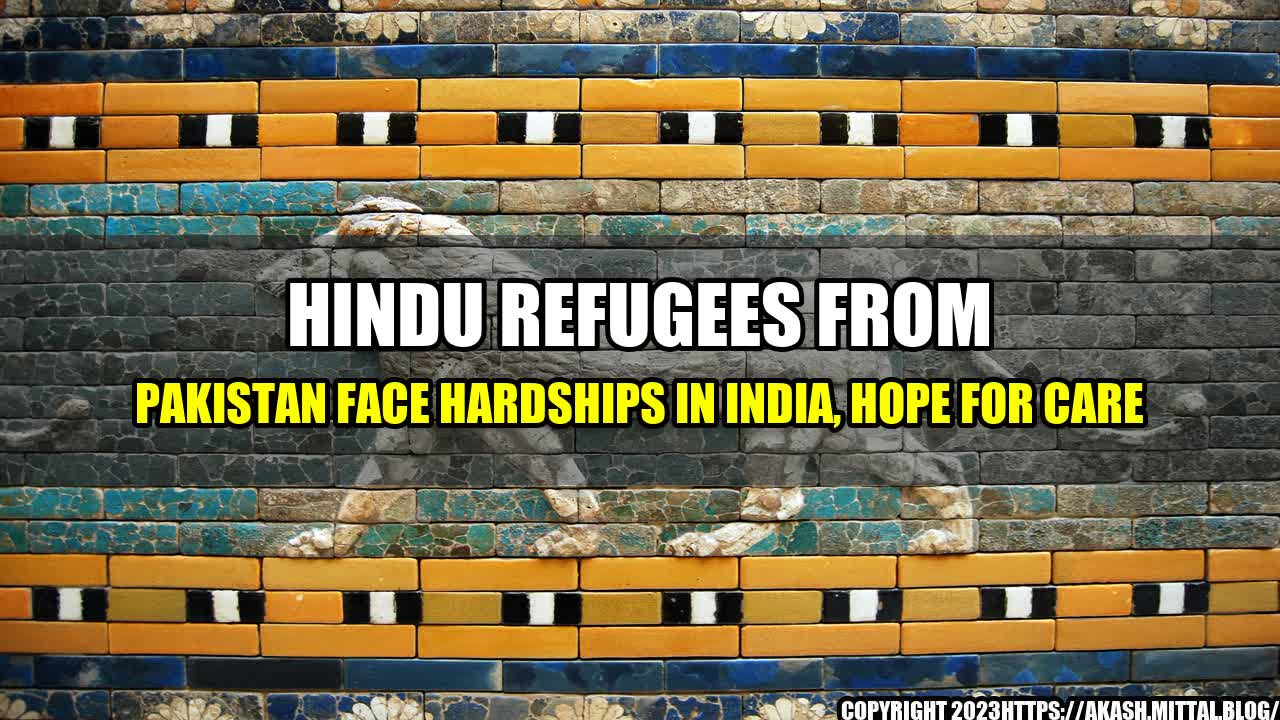 HINDU REFUGEES FROM
PAKISTAN FACE HARDSHIPS IN INDIA, HOPE FOR CARE
COPYRIGHT 2023HTTPS://AKASH.MITTAL.BLOG/